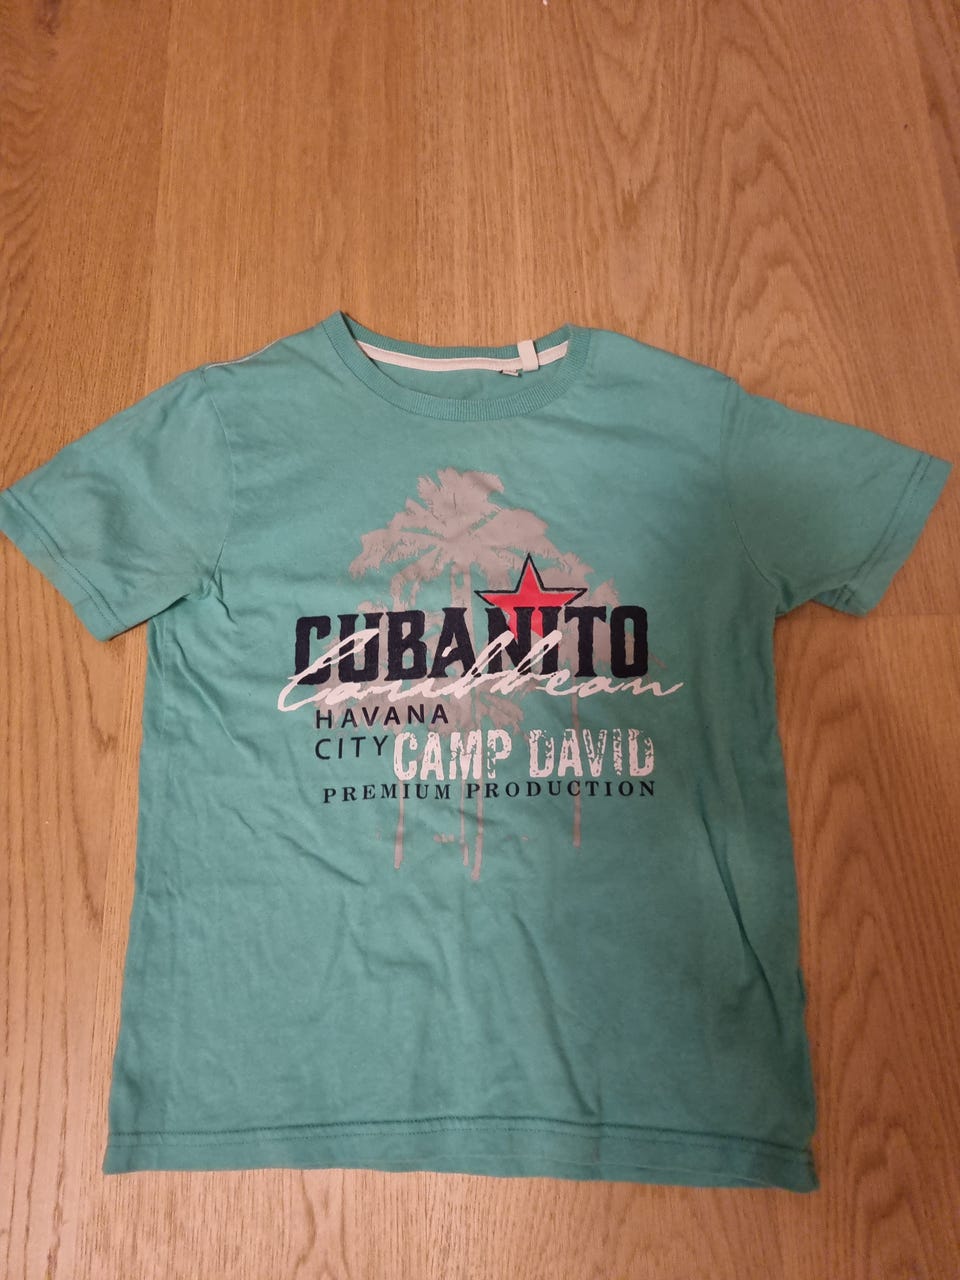 CUBANITO
Caribbean
HAVANA
CITY CAMP DAVID
PREMIUM PRODUCTION